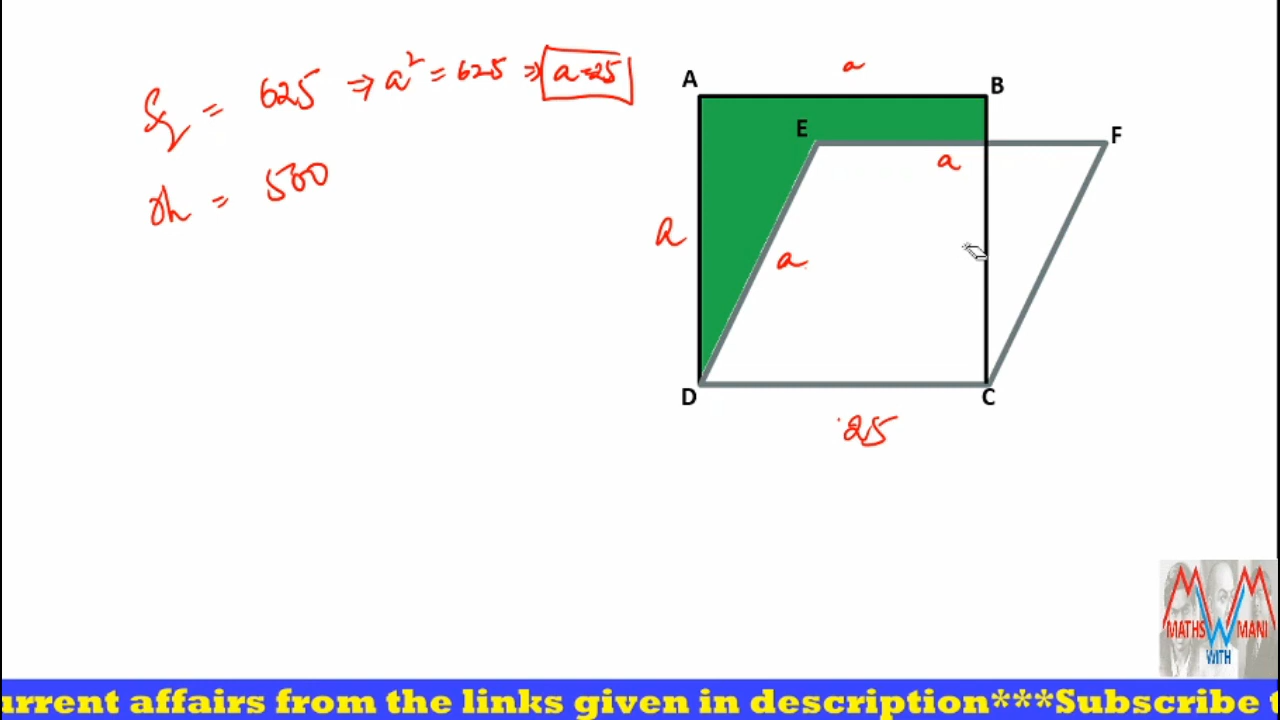 Sq = 625 ⇒ a² = 625 ⇒ a = 25
rh = 500
a
A
B
E
F
a
a
a
D
C
25
MATHS WITH MANI
urrent affairs from the links given in description***Subscribe t